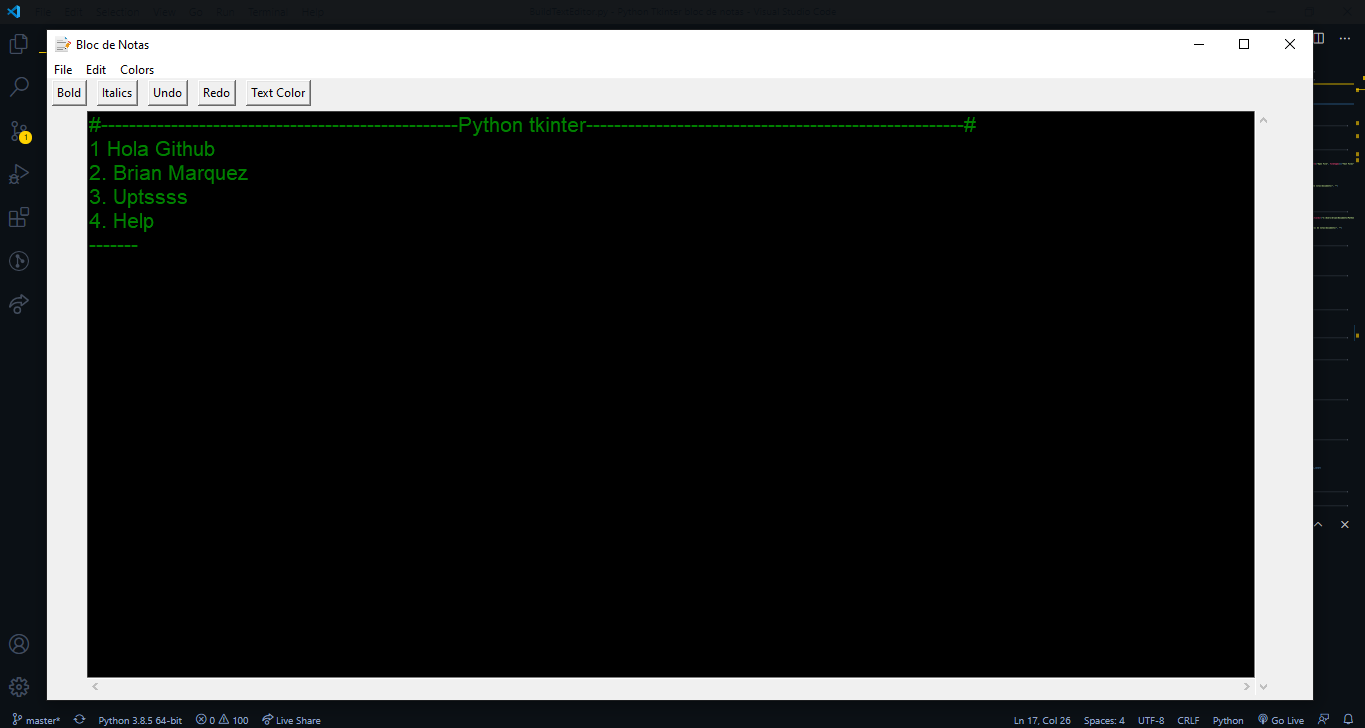 Bloc de Notas
File Edit Colors
Bold Italics Undo Redo Text Color
#---------------------------------------------------Python tkinter------------------------------------------------------#
1 Hola Github
2. Brian Marquez
3. Uptssss
4. Help
-------
1
master* Python 3.8.5 64-bit 0 100 Live Share Ln 17, Col 26 Spaces: 4 UTF-8 CRLF Python Go Live